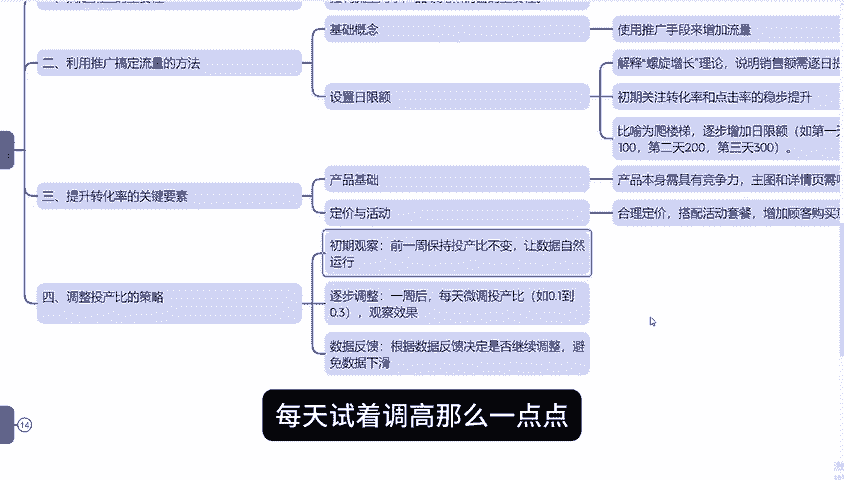 基础概念
使用推广手段来增加流量
二、利用推广搞定流量的方法
解释“螺旋增长”理论，说明销售额需逐日
设置日限额
初期关注转化率和点击率的稳步提升
比喻为爬楼梯，逐步增加日限额（如第一
100，第二天200，第三天300）。
产品基础
产品本身需具有竞争力，主图和详情页需
三、提升转化率的关键要素
定价与活动
合理定价，搭配活动套餐，增加顾客购买
初期观察：前一周保持投产比不变，让数据自然
运行
四、调整投产比的策略
逐步调整：一周后，每天微调投产比（如0.1到
0.3），观察效果
数据反馈：根据数据反馈决定是否继续调整，避
免数据下滑
每天试着调高那么一点点
14